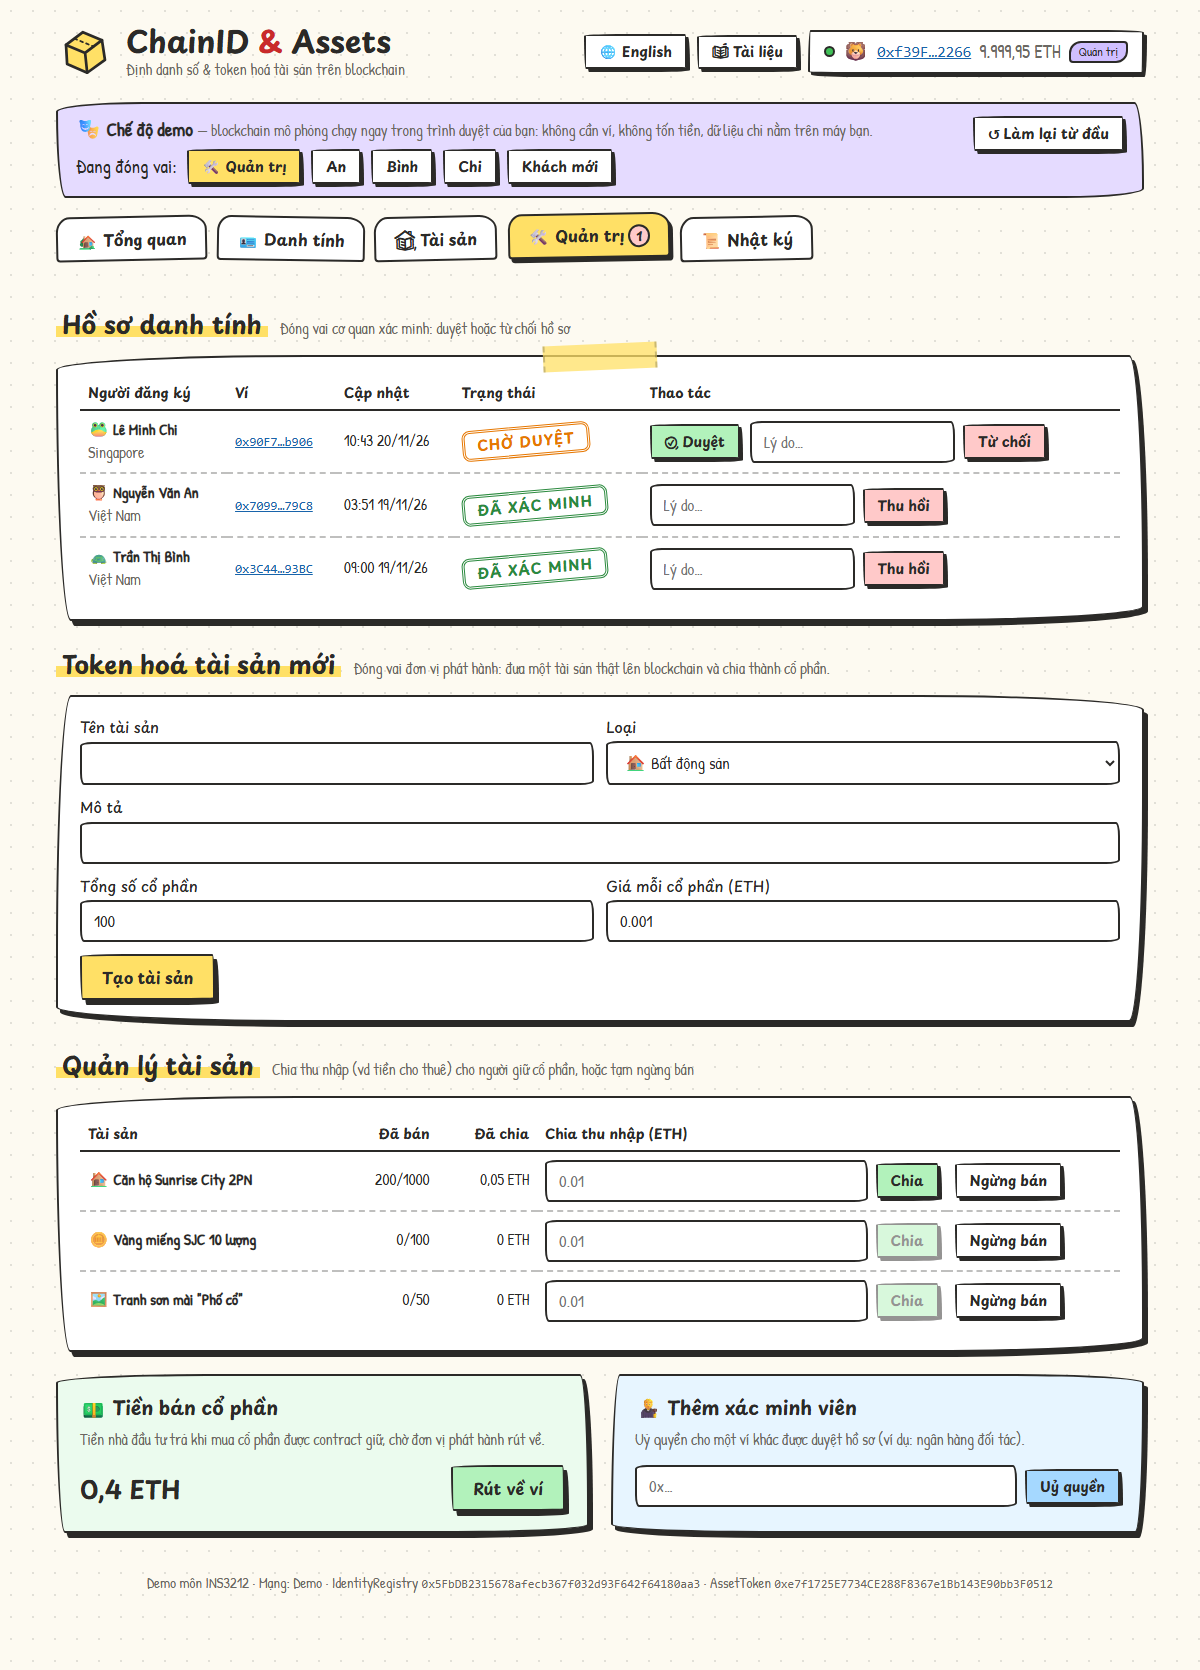 ChainID & Assets
Định danh số & token hoá tài sản trên blockchain
English
Tài liệu
0xf39F…2266 9.999,95 ETH Quản trị
Chế độ demo — blockchain mô phỏng chạy ngay trong trình duyệt của bạn: không cần ví, không tốn tiền, dữ liệu chỉ nằm trên máy bạn.
↺ Làm lại từ đầu
Đang đóng vai: Quản trị An Bình Chi Khách mới
Tổng quan Danh tính Tài sản Quản trị 1 Nhật ký
Hồ sơ danh tính Đóng vai cơ quan xác minh: duyệt hoặc từ chối hồ sơ
Người đăng ký Ví Cập nhật Trạng thái Thao tác
Lê Minh Chi
Singapore
0x90F7…b906 10:43 20/11/26 CHỜ DUYỆT Duyệt Lý do… Từ chối
Nguyễn Văn An
Việt Nam
0x7099…79C8 03:51 19/11/26 ĐÃ XÁC MINH Lý do… Thu hồi
Trần Thị Bình
Việt Nam
0x3C44…93BC 09:00 19/11/26 ĐÃ XÁC MINH Lý do… Thu hồi
Token hoá tài sản mới Đóng vai đơn vị phát hành: đưa một tài sản thật lên blockchain và chia thành cổ phần.
Tên tài sản Loại
Bất động sản
Mô tả
Tổng số cổ phần Giá mỗi cổ phần (ETH)
100 0.001
Tạo tài sản
Quản lý tài sản Chia thu nhập (vd tiền cho thuê) cho người giữ cổ phần, hoặc tạm ngừng bán
Tài sản Đã bán Đã chia Chia thu nhập (ETH)
Căn hộ Sunrise City 2PN 200/1000 0,05 ETH 0.01 Chia Ngừng bán
Vàng miếng SJC 10 lượng 0/100 0 ETH 0.01 Chia Ngừng bán
Tranh sơn mài "Phố cổ" 0/50 0 ETH 0.01 Chia Ngừng bán
Tiền bán cổ phần
Tiền nhà đầu tư trả khi mua cổ phần được contract giữ, chờ đơn vị phát hành rút về.
0,4 ETH Rút về ví
Thêm xác minh viên
Uỷ quyền cho một ví khác được duyệt hồ sơ (ví dụ: ngân hàng đối tác).
0x… Uỷ quyền
Demo môn INS3212 · Mạng: Demo · IdentityRegistry 0x5FbDB2315678afecb367f032d93F642f64180aa3 · AssetToken 0xe7f1725E7734CE288F8367e1Bb143E90bb3F0512